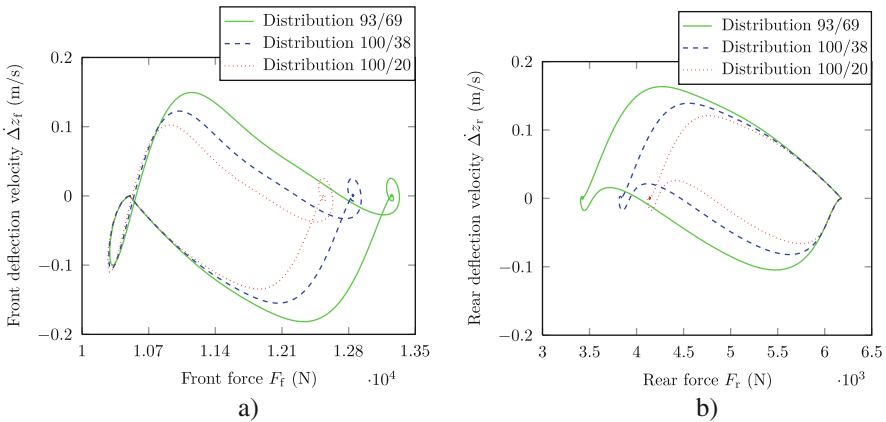 Distribution 93/69
Distribution 100/38
Distribution 100/20
Front deflection velocity Δżf (m/s)
0.2
0.1
0
−0.1
−0.2
1 1.07 1.14 1.21 1.28 1.35
Front force Ff (N)
·10⁴
a)
Distribution 93/69
Distribution 100/38
Distribution 100/20
Rear deflection velocity Δżr (m/s)
0.2
0.1
0
−0.1
−0.2
3 3.5 4 4.5 5 5.5 6 6.5
Rear force Fr (N)
·10³
b)